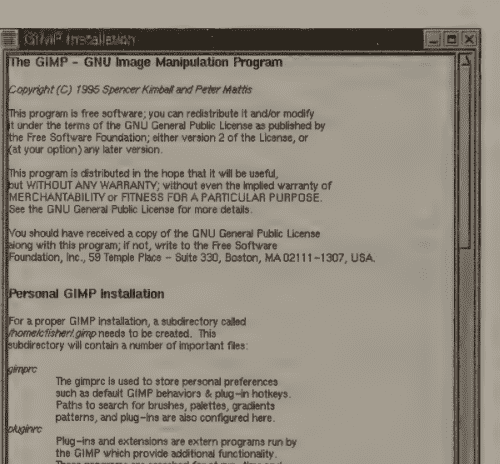 GIMP Installation
The GIMP - GNU Image Manipulation Program
Copyright (C) 1995 Spencer Kimball and Peter Mattis
This program is free software; you can redistribute it and/or modify
it under the terms of the GNU General Public License as published by
the Free Software Foundation; either version 2 of the License, or
(at your option) any later version.
This program is distributed in the hope that it will be useful,
but WITHOUT ANY WARRANTY; without even the implied warranty of
MERCHANTABILITY or FITNESS FOR A PARTICULAR PURPOSE.
See the GNU General Public License for more details.
You should have received a copy of the GNU General Public License
along with this program; if not, write to the Free Software
Foundation, Inc., 59 Temple Place - Suite 330, Boston, MA 02111-1307, USA.
Personal GIMP Installation
For a proper GIMP installation, a subdirectory called
/home/cfisher/.gimp needs to be created. This
subdirectory will contain a number of important files:
gimprc
The gimprc is used to store personal preferences
such as default GIMP behaviors & plug-in hotkeys.
Paths to search for brushes, palettes, gradients
patterns, and plug-ins are also configured here.
pluginrc
Plug-ins and extensions are extern programs run by
the GIMP which provide additional functionality.